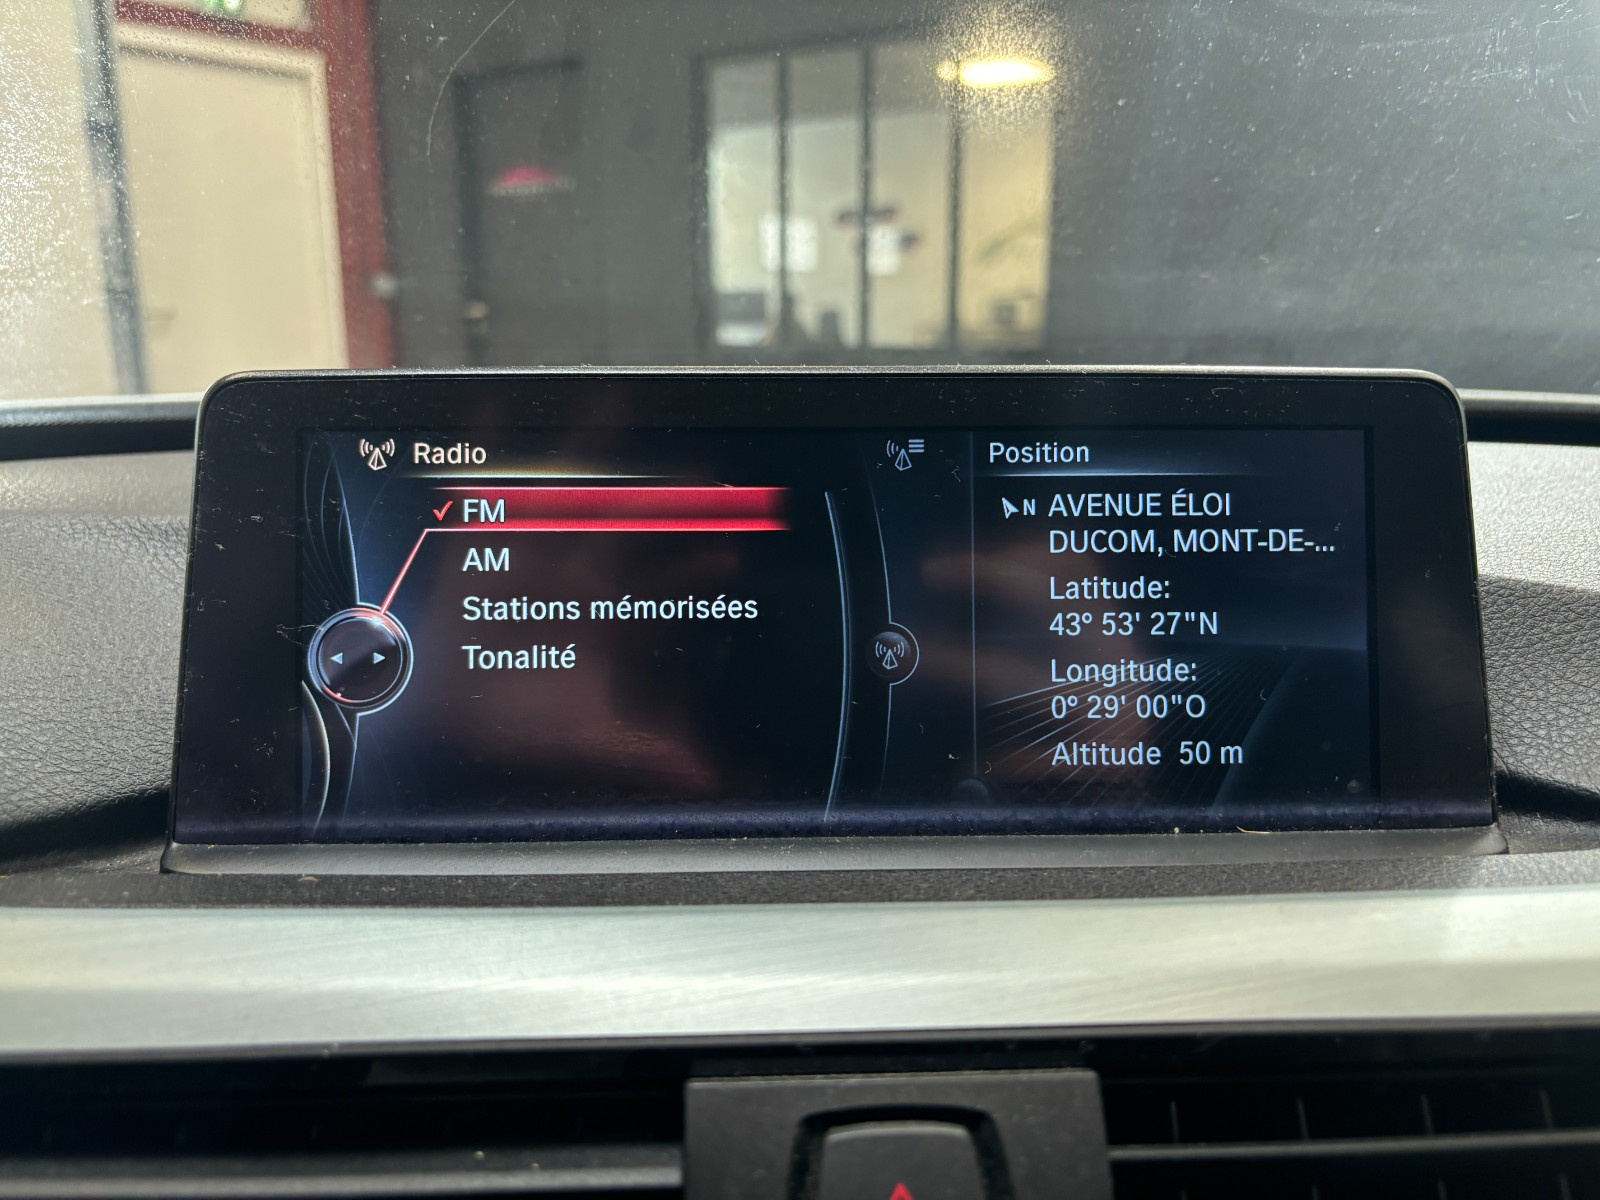 Radio
FM
AM
Stations mémorisées
Tonalité
Position
N AVENUE ÉLOI
DUCOM, MONT-DE-...
Latitude:
43° 53' 27"N
Longitude:
0° 29' 00"O
Altitude 50 m